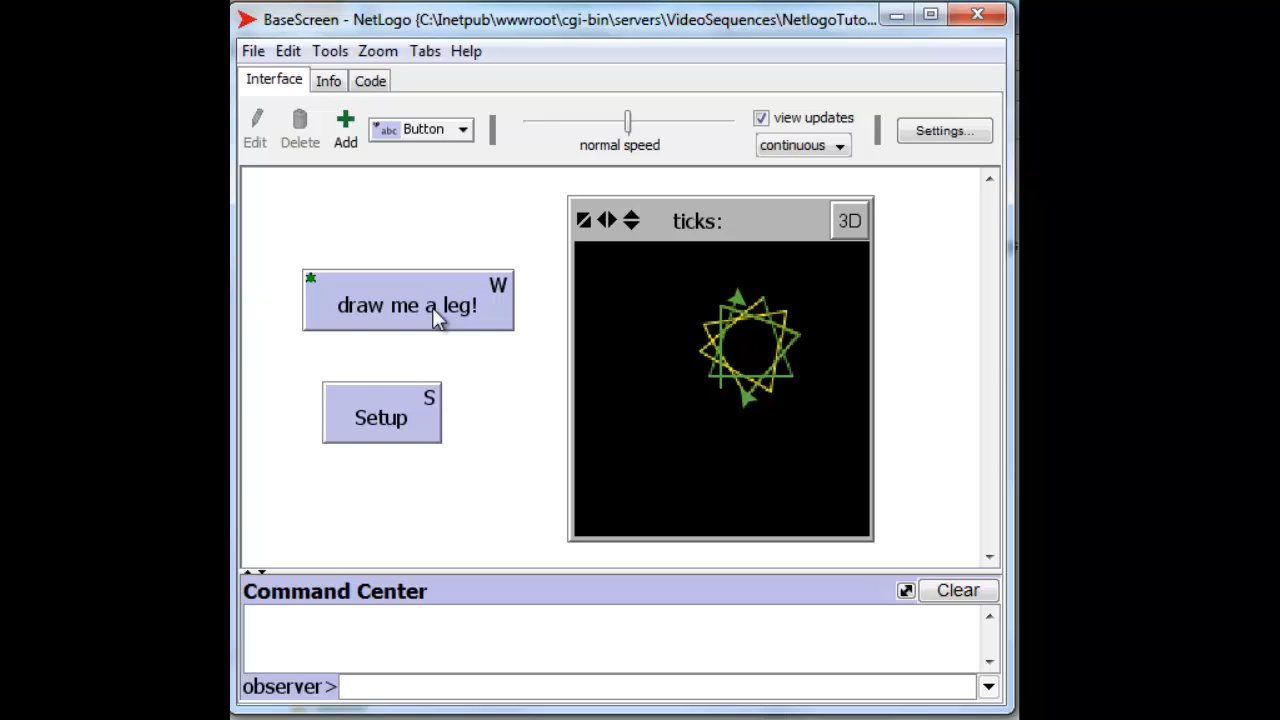 BaseScreen - NetLogo {C:\Inetpub\wwwroot\cgi-bin\servers\VideoSequences\NetlogoTuto...
File Edit Tools Zoom Tabs Help
Interface Info Code
Edit Delete Add abc Button normal speed view updates continuous Settings...
ticks: 3D
W
draw me a leg!
S
Setup
Command Center Clear
observer>